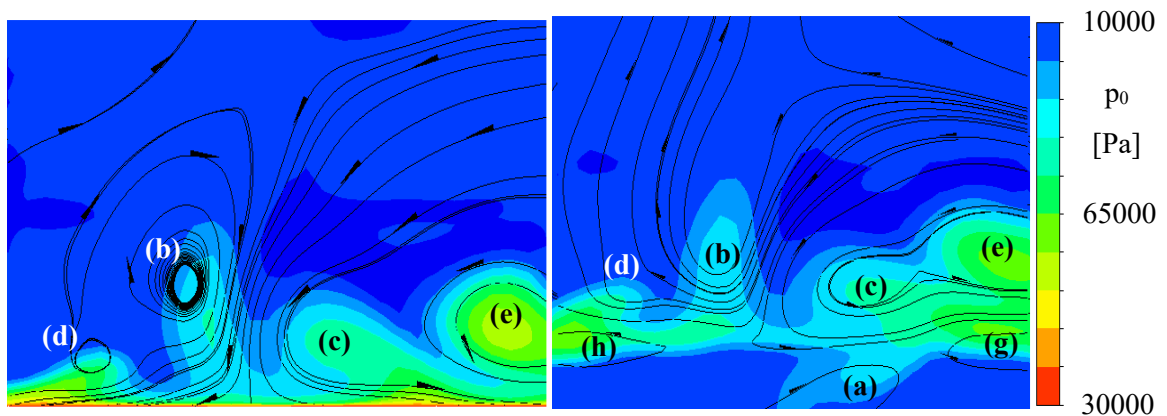 (b)
(d)
(c)
(e)
(d)
(b)
(c)
(e)
(h)
(g)
(a)
10000
p₀
[Pa]
65000
30000